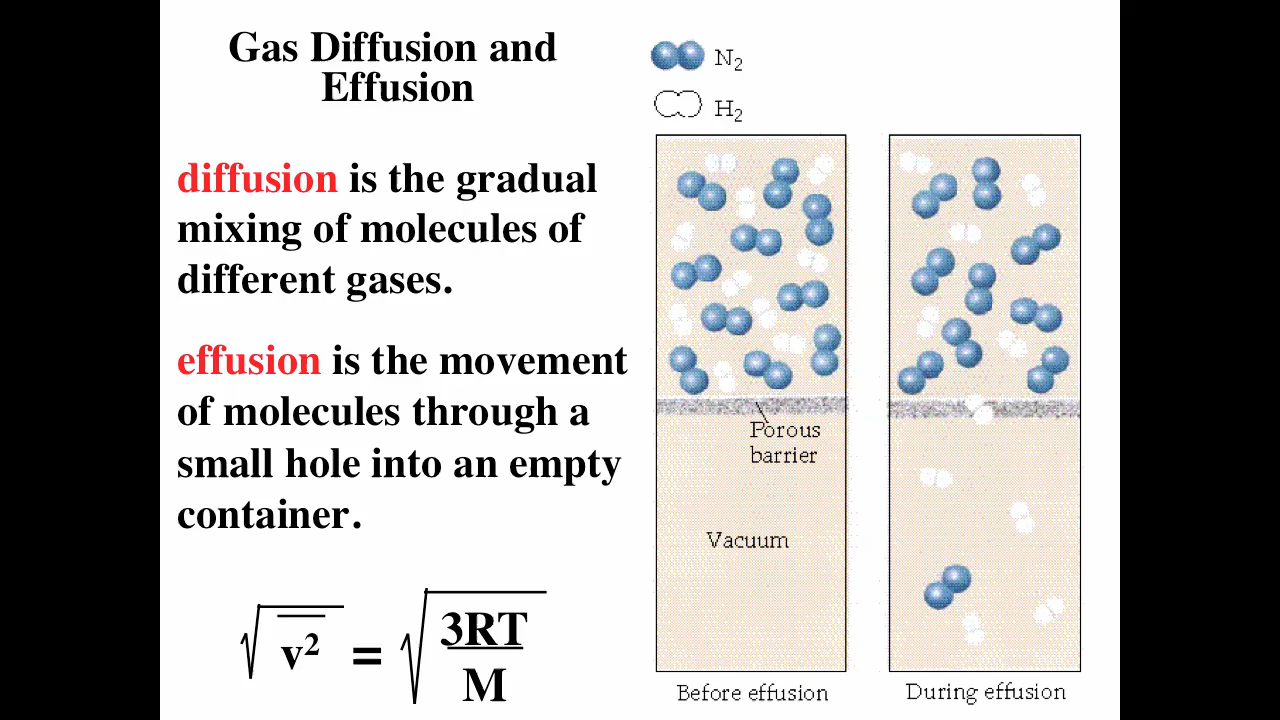 Gas Diffusion and
Effusion
diffusion is the gradual
mixing of molecules of
different gases.
effusion is the movement
of molecules through a
small hole into an empty
container.
√v̅² = √3RT/M
N₂
H₂
Porous
barrier
Vacuum
Before effusion
During effusion